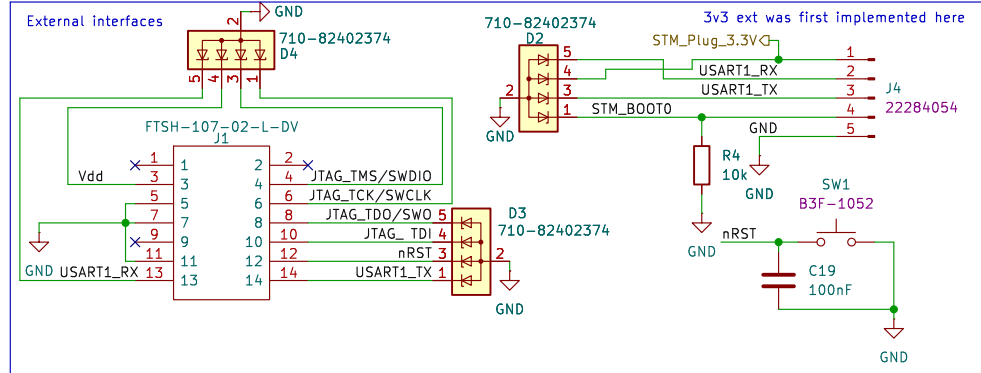 External interfaces
2
GND
710-82402374
D4
5
4
3
1
FTSH-107-02-L-DV
J1
1
1
2
2
Vdd
3
3
4
4
JTAG_TMS/SWDIO
5
5
6
6
JTAG_TCK/SWCLK
7
7
8
8
JTAG_TDO/SWO
9
9
10
10
JTAG_ TDI
11
11
12
12
nRST
USART1_RX
13
13
14
14
USART1_TX
GND
D3
710-82402374
5
4
3
1
2
GND
710-82402374
D2
5
4
3
1
2
GND
3v3 ext was first implemented here
STM_Plug_3.3V
USART1_RX
USART1_TX
STM_BOOT0
GND
1
2
3
4
5
J4
22284054
GND
R4
10k
GND
SW1
B3F-1052
nRST
C19
100nF
GND